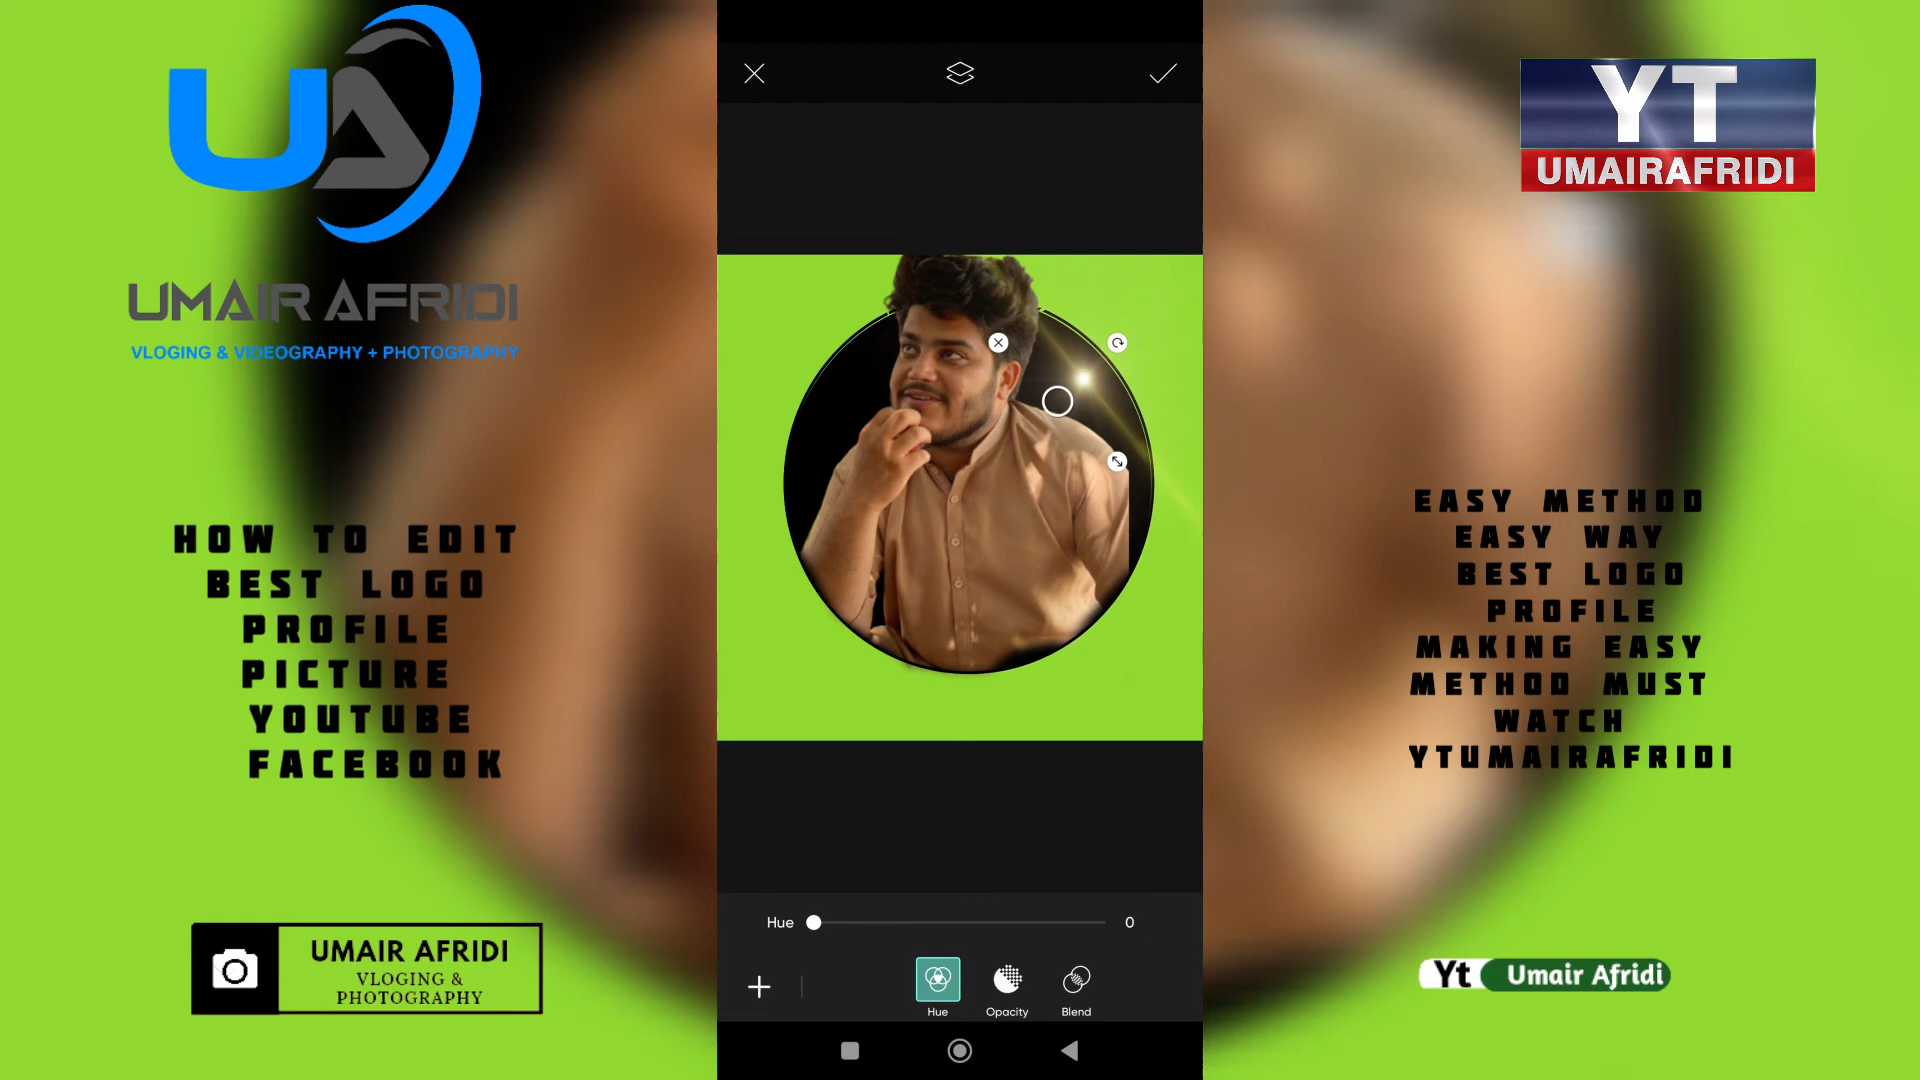 UA
UMAIR AFRIDI
VLOGING & VIDEOGRAPHY + PHOTOGRAPHY
HOW TO EDIT
BEST LOGO
PROFILE
PICTURE
YOUTUBE
FACEBOOK
UMAIR AFRIDI
VLOGING &
PHOTOGRAPHY
Hue
0
Hue
Opacity
Blend
YT
UMAIRAFRIDI
EASY METHOD
EASY WAY
BEST LOGO
PROFILE
MAKING EASY
METHOD MUST
WATCH
YTUMAIRAFRIDI
Yt Umair Afridi